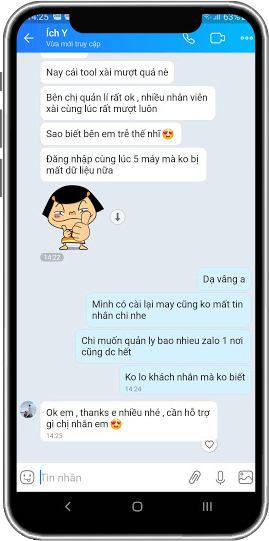 14:25
63%
Ích Y
Vừa mới truy cập
Nay cái tool xài mượt quá nè
Bên chị quản lí rất ok , nhiều nhân viên
xài cùng lúc rất mượt luôn
Sao biết bên em trễ thế nhĩ 😍
Đăng nhập cùng lúc 5 máy mà ko bị
mất dữ liệu nữa
14:22
Dạ vâng a
Mình có cài lại may cũng ko mất tin
nhắn chi nhe
Chi muốn quản ly bao nhieu zalo 1 nơi
cũng dc hết
Ko lo khách nhắn mà ko biết
14:24
Ok em , thanks e nhiều nhé , cần hỗ trợ
gì chị nhắn em 😍
14:25
Tin nhắn